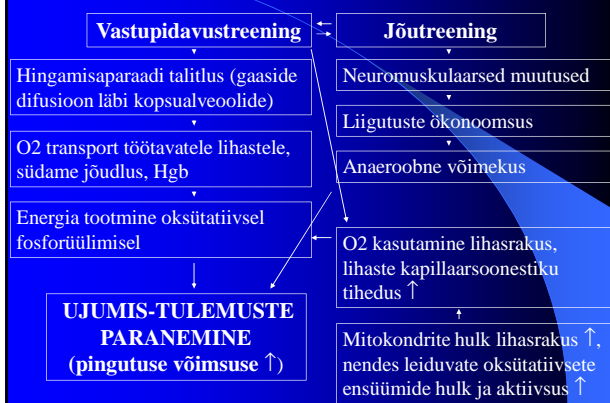 Vastupidavustreening
Hingamisaparaadi talitlus (gaaside
difusioon läbi kopsualveoolide)
O2 transport töötavatele lihastele,
südame jõudlus, Hgb
Energia tootmine oksütatiivsel
fosforüülimisel
UJUMIS-TULEMUSTE
PARANEMINE
(pingutuse võimsuse ↑)
Jõutreening
Neuromuskulaarsed muutused
Liigutuste ökonoomsus
Anaeroobne võimekus
O2 kasutamine lihasrakus,
lihaste kapillaarsoonestiku
tihedus ↑
Mitokondrite hulk lihasrakus ↑,
nendes leiduvate oksütatiivsete
ensüümide hulk ja aktiivsus ↑